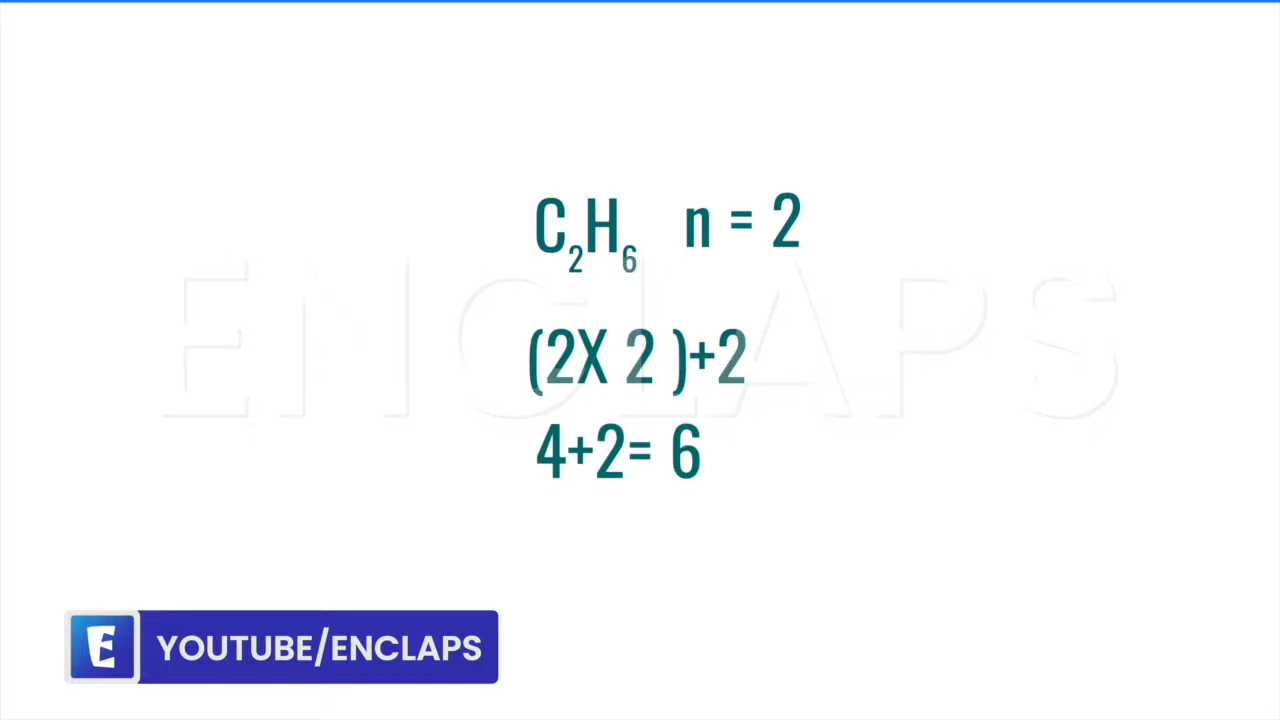 C₂H₆ n = 2
(2X 2 )+2
4+2= 6
ENCLAPS
E YOUTUBE/ENCLAPS